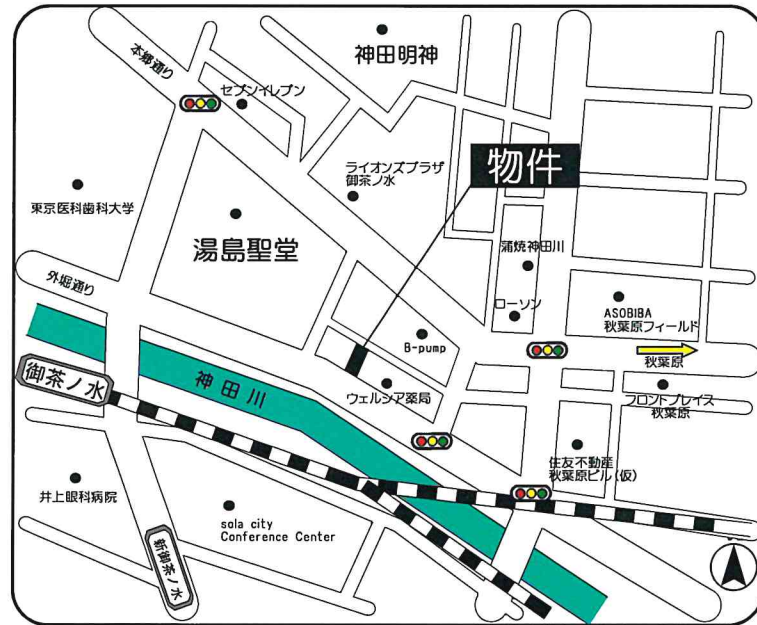 本郷通り
セブンイレブン
神田明神
ライオンズプラザ
御茶ノ水
物件
東京医科歯科大学
湯島聖堂
蒲焼神田川
外堀通り
ローソン
ASOBIBA
秋葉原フィールド
B-pump
秋葉原
御茶ノ水
神田川
ウェルシア薬局
フロントプレイス
秋葉原
住友不動産
秋葉原ビル(仮)
井上眼科病院
sola city
Conference Center
新御茶ノ水